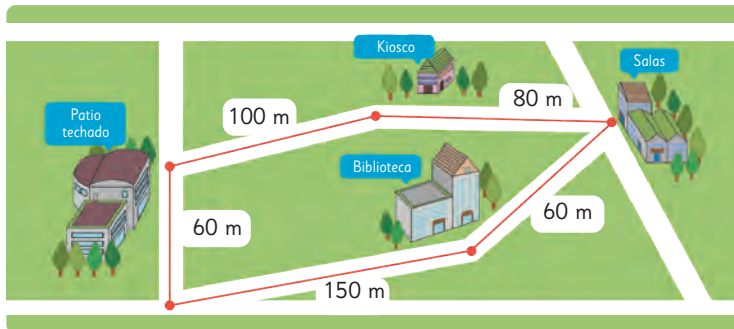 Kiosco
Salas
80 m
100 m
Patio
techado
Biblioteca
60 m
60 m
150 m